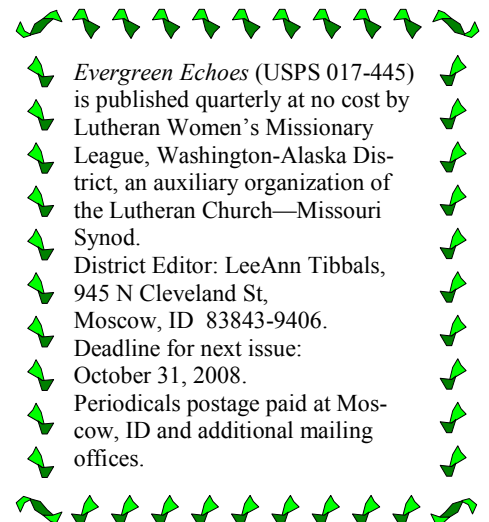 Evergreen Echoes (USPS 017-445)
is published quarterly at no cost by
Lutheran Women’s Missionary
League, Washington-Alaska Dis-
trict, an auxiliary organization of
the Lutheran Church—Missouri
Synod.
District Editor: LeeAnn Tibbals,
945 N Cleveland St,
Moscow, ID  83843-9406.
Deadline for next issue:
October 31, 2008.
Periodicals postage paid at Mos-
cow, ID and additional mailing
offices.